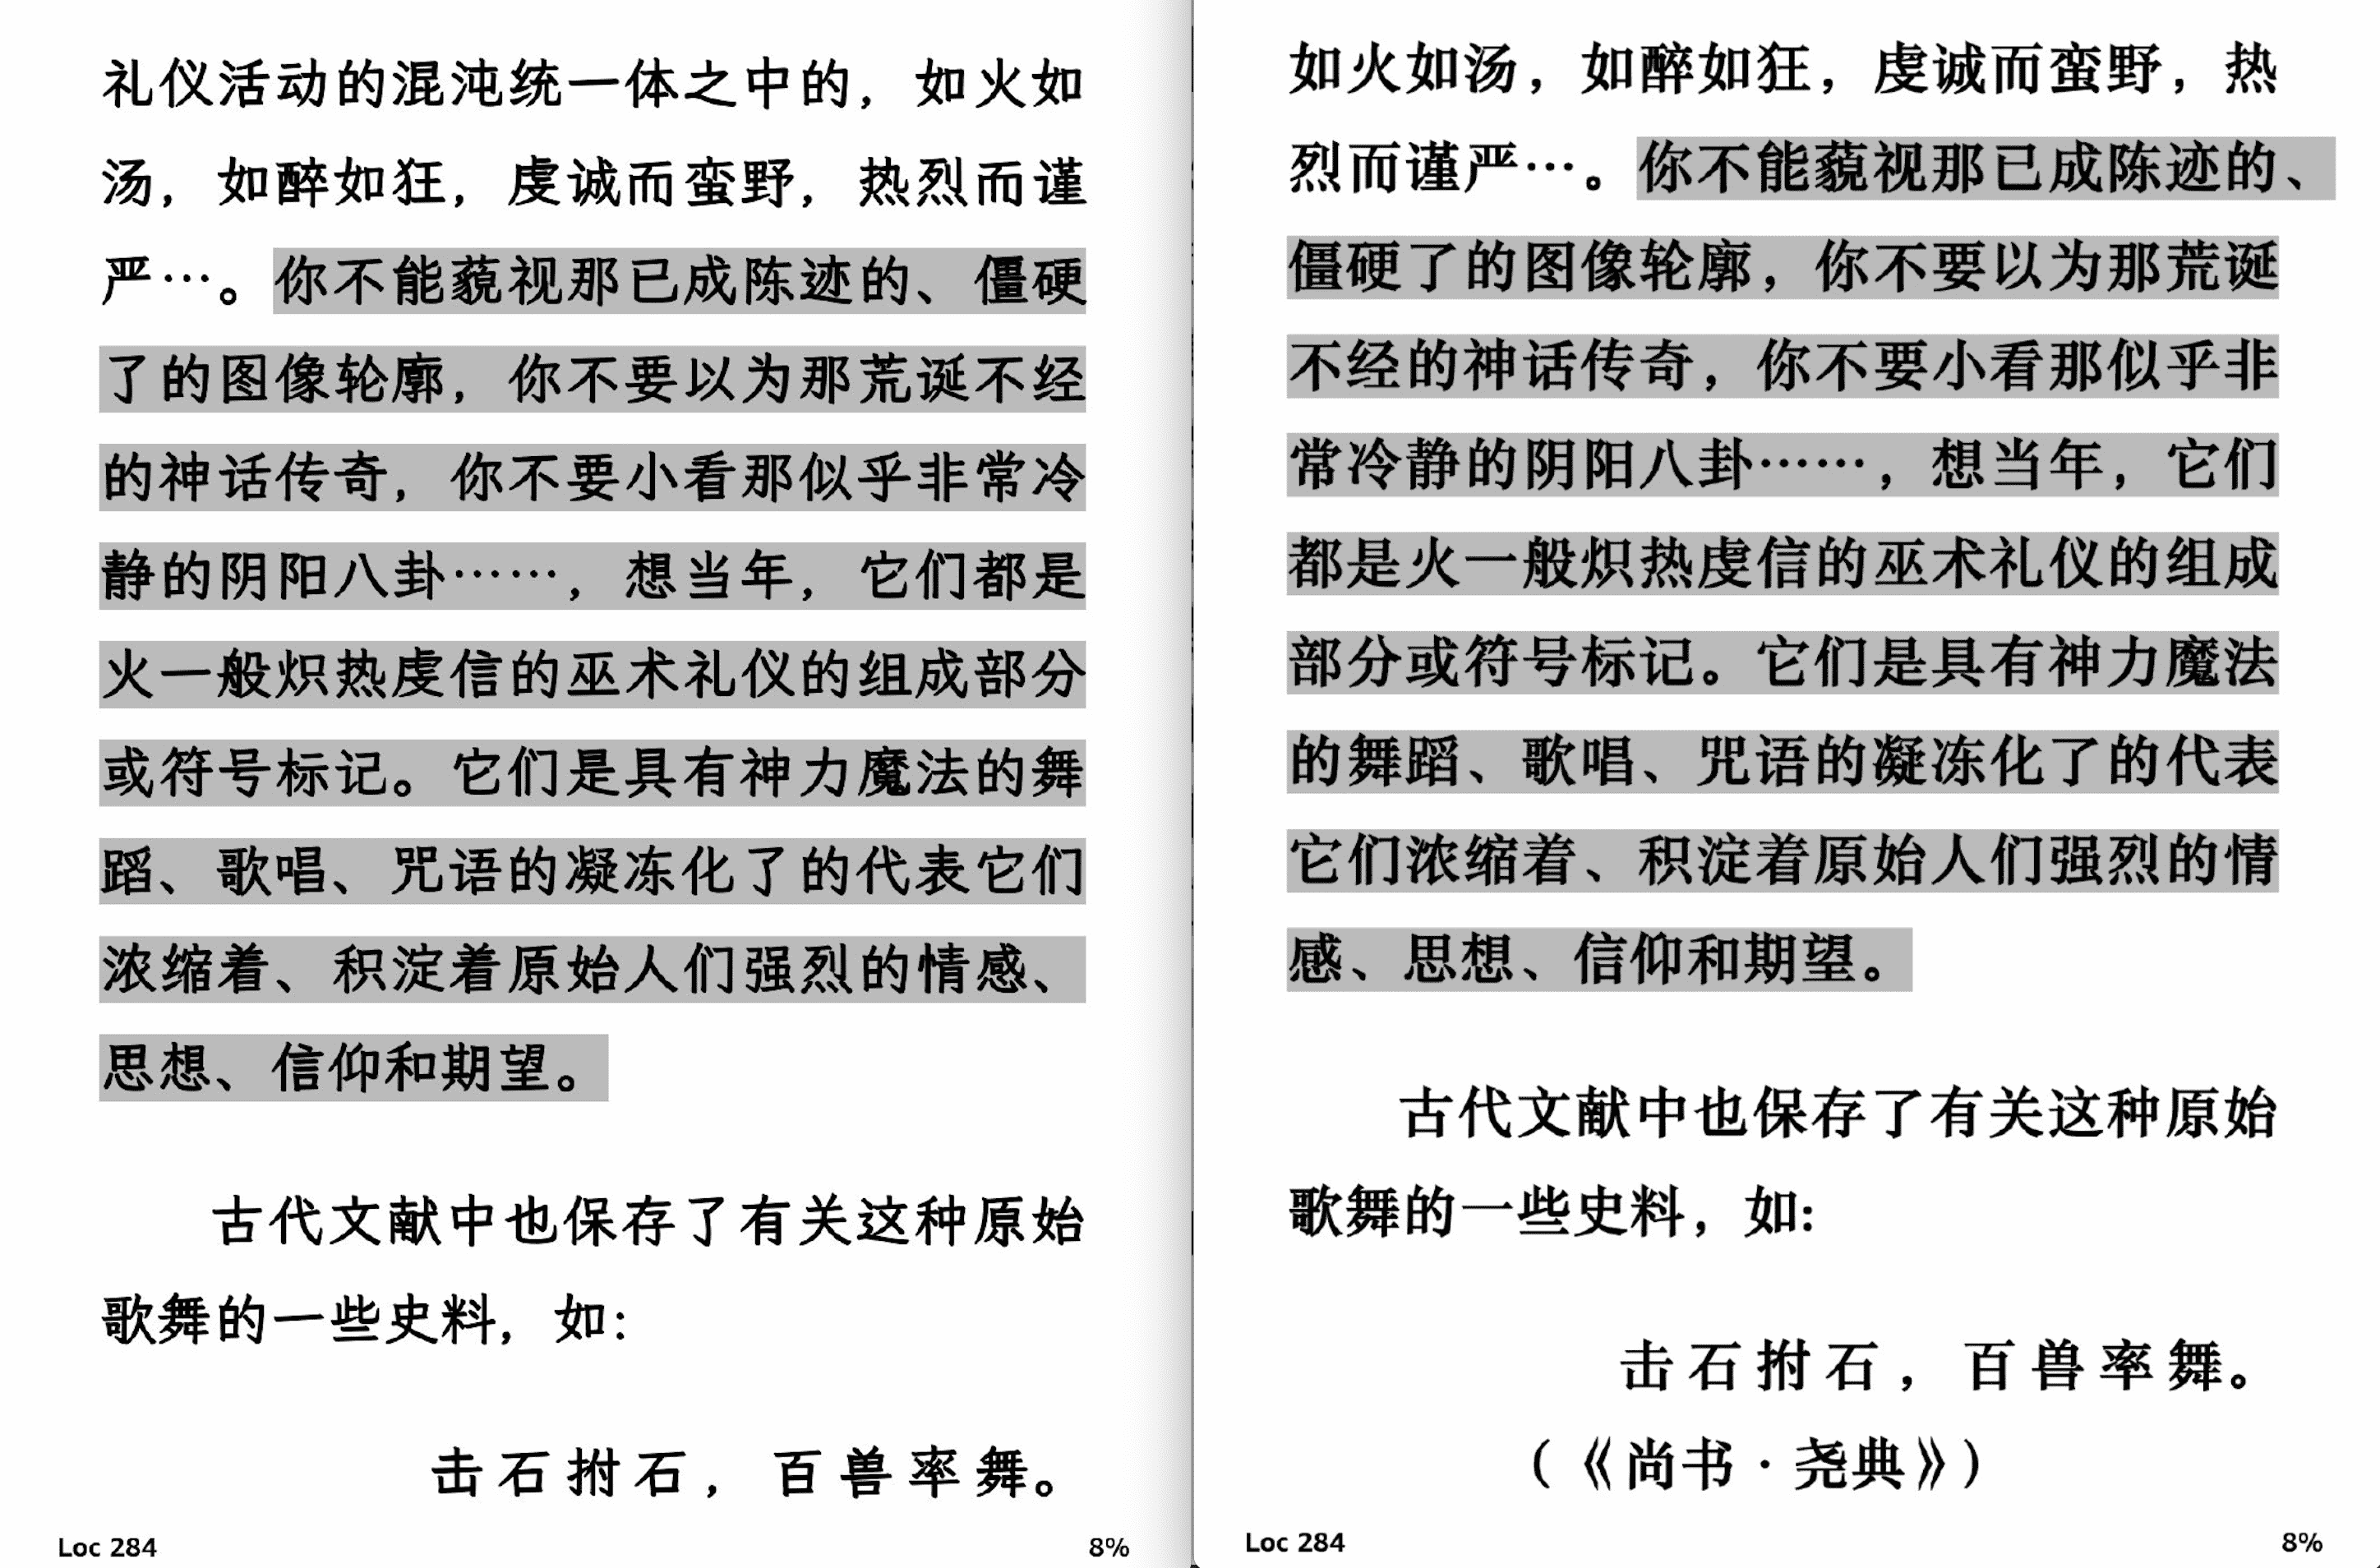 礼仪活动的混沌统一体之中的，如火如
汤，如醉如狂，虔诚而蛮野，热烈而谨
严…。你不能藐视那已成陈迹的、僵硬
了的图像轮廓，你不要以为那荒诞不经
的神话传奇，你不要小看那似乎非常冷
静的阴阳八卦……，想当年，它们都是
火一般炽热虔信的巫术礼仪的组成部分
或符号标记。它们是具有神力魔法的舞
蹈、歌唱、咒语的凝冻化了的代表它们
浓缩着、积淀着原始人们强烈的情感、
思想、信仰和期望。
古代文献中也保存了有关这种原始
歌舞的一些史料，如：
击石拊石，百兽率舞。
Loc 284
8%
如火如汤，如醉如狂，虔诚而蛮野，热
烈而谨严…。你不能藐视那已成陈迹的、
僵硬了的图像轮廓，你不要以为那荒诞
不经的神话传奇，你不要小看那似乎非
常冷静的阴阳八卦……，想当年，它们
都是火一般炽热虔信的巫术礼仪的组成
部分或符号标记。它们是具有神力魔法
的舞蹈、歌唱、咒语的凝冻化了的代表
它们浓缩着、积淀着原始人们强烈的情
感、思想、信仰和期望。
古代文献中也保存了有关这种原始
歌舞的一些史料，如：
击石拊石，百兽率舞。
（《尚书·尧典》）
Loc 284
8%